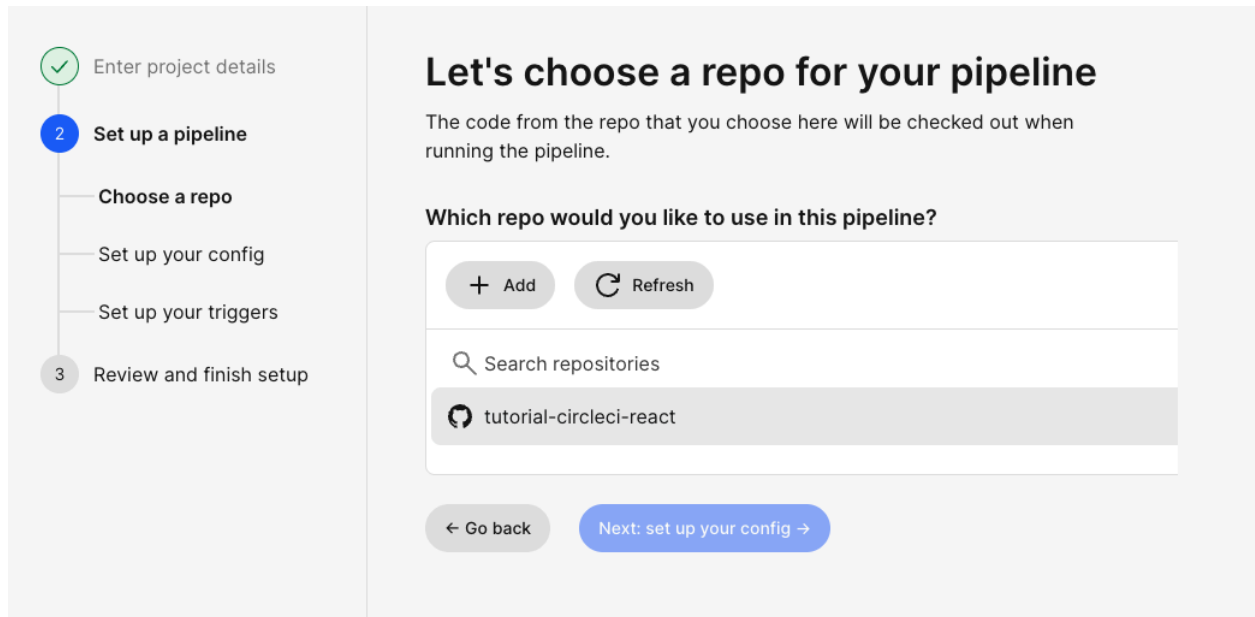 Enter project details
2 Set up a pipeline
Choose a repo
Set up your config
Set up your triggers
3 Review and finish setup
Let's choose a repo for your pipeline
The code from the repo that you choose here will be checked out when
running the pipeline.
Which repo would you like to use in this pipeline?
+ Add Refresh
Search repositories
tutorial-circleci-react
← Go back Next: set up your config →